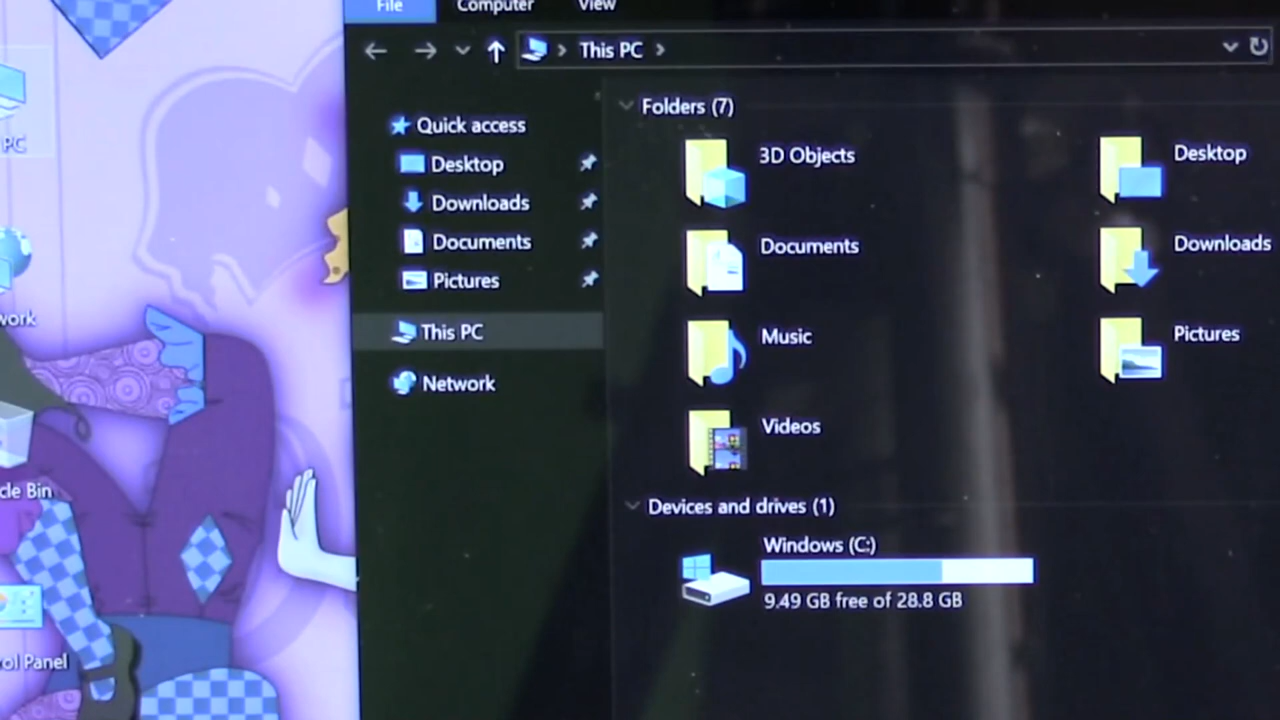 File Computer View
This PC
Quick access
Desktop
Downloads
Documents
Pictures
This PC
Network
Folders (7)
3D Objects
Desktop
Documents
Downloads
Music
Pictures
Videos
Devices and drives (1)
Windows (C:)
9.49 GB free of 28.8 GB
PC
work
cle Bin
ol Panel